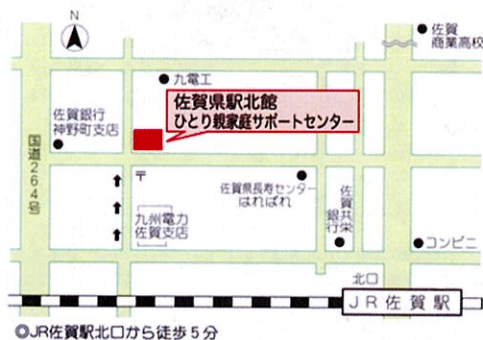 N
佐賀
商業高校
九電工
佐賀県駅北館
ひとり親家庭サポートセンター
佐賀銀行
神野町支店
国道264号
〒
佐賀県長寿センター
はればれ
九州電力
佐賀支店
佐賀共栄
銀行
コンビニ
北口
JR佐賀駅
◎JR佐賀駅北口から徒歩5分